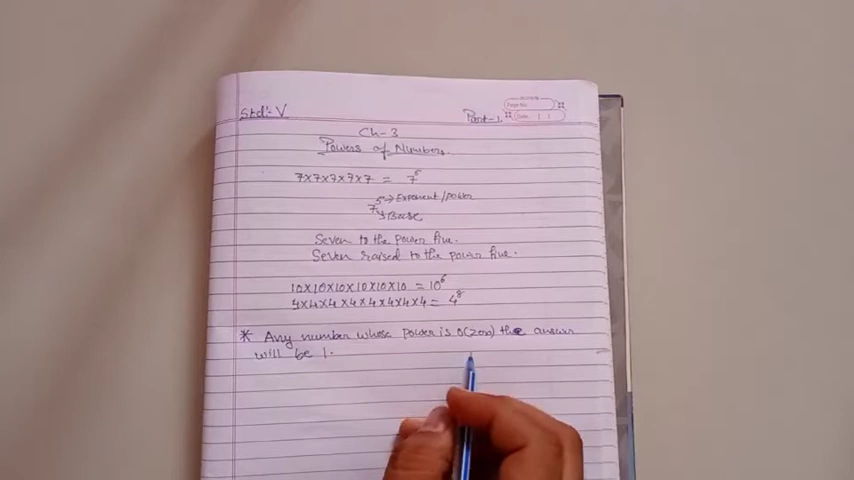 Std:- V
Part-1.
Page No.
Date: / /
Ch-3
Powers of Numbers.
7x7x7x7x7 = 7⁵
7⁵ → Exponent/power
↳ Base
Seven to the power five.
Seven raised to the power five.
10x10x10x10x10x10 = 10⁶
4x4x4x4x4x4x4x4 = 4⁸
* Any number whose power is 0(zero) the answer
will be 1.